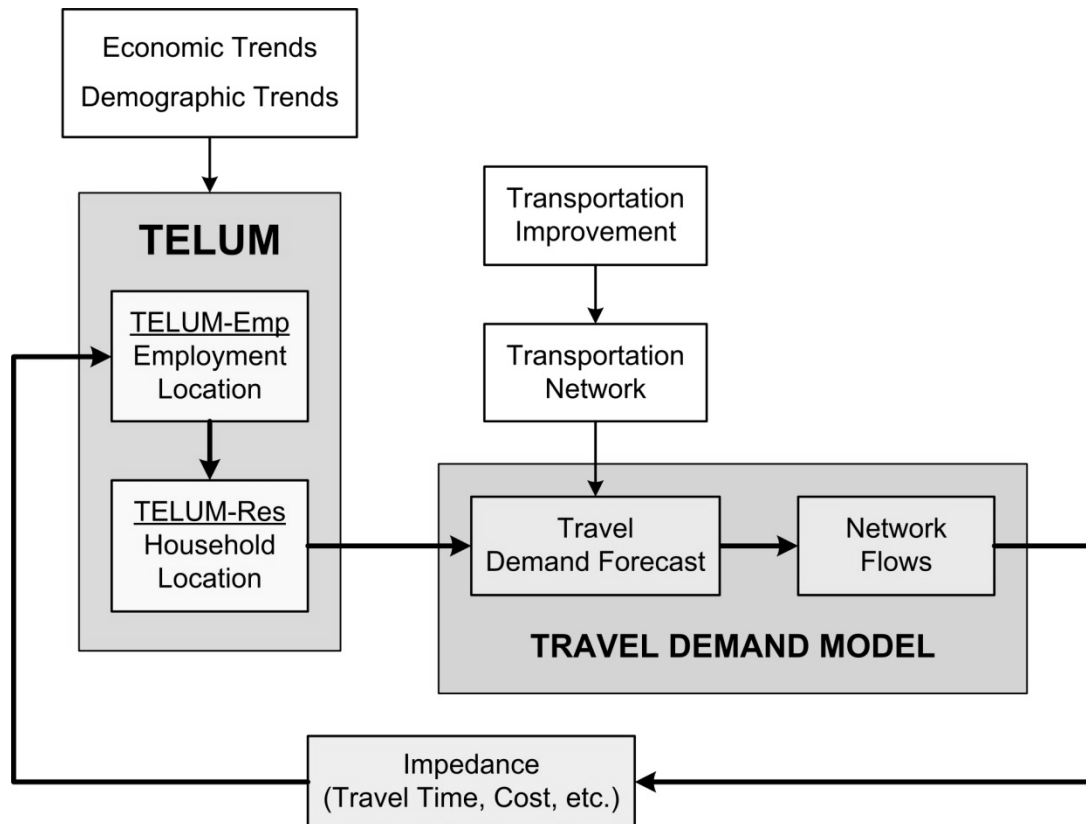 Economic Trends
Demographic Trends
TELUM
TELUM-Emp
Employment
Location
TELUM-Res
Household
Location
Transportation
Improvement
Transportation
Network
Travel
Demand Forecast
Network
Flows
TRAVEL DEMAND MODEL
Impedance
(Travel Time, Cost, etc.)